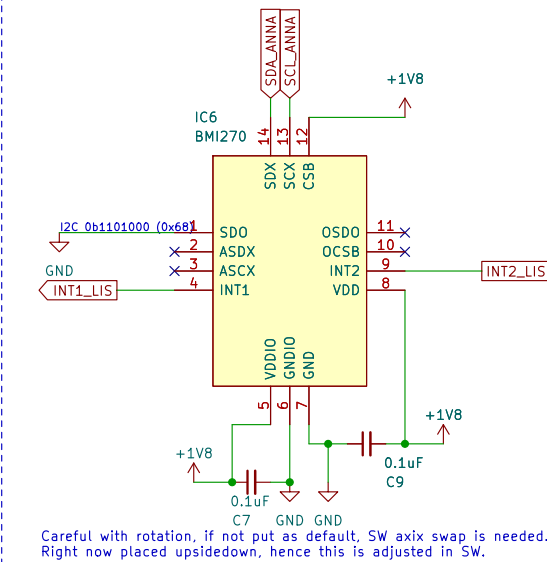 SDA_ANNA
SCL_ANNA
+1V8
IC6
BMI270
14
13
12
SDX
SCX
CSB
I2C 0b1101000 (0x68)
1
SDO
OSDO
11
2
ASDX
OCSB
10
3
ASCX
INT2
9
INT2_LIS
GND
INT1_LIS
4
INT1
VDD
8
VDDIO
GNDIO
GND
5
6
7
+1V8
+1V8
0.1uF
C9
0.1uF
C7
GND
GND
Careful with rotation, if not put as default, SW axix swap is needed.
Right now placed upsidedown, hence this is adjusted in SW.